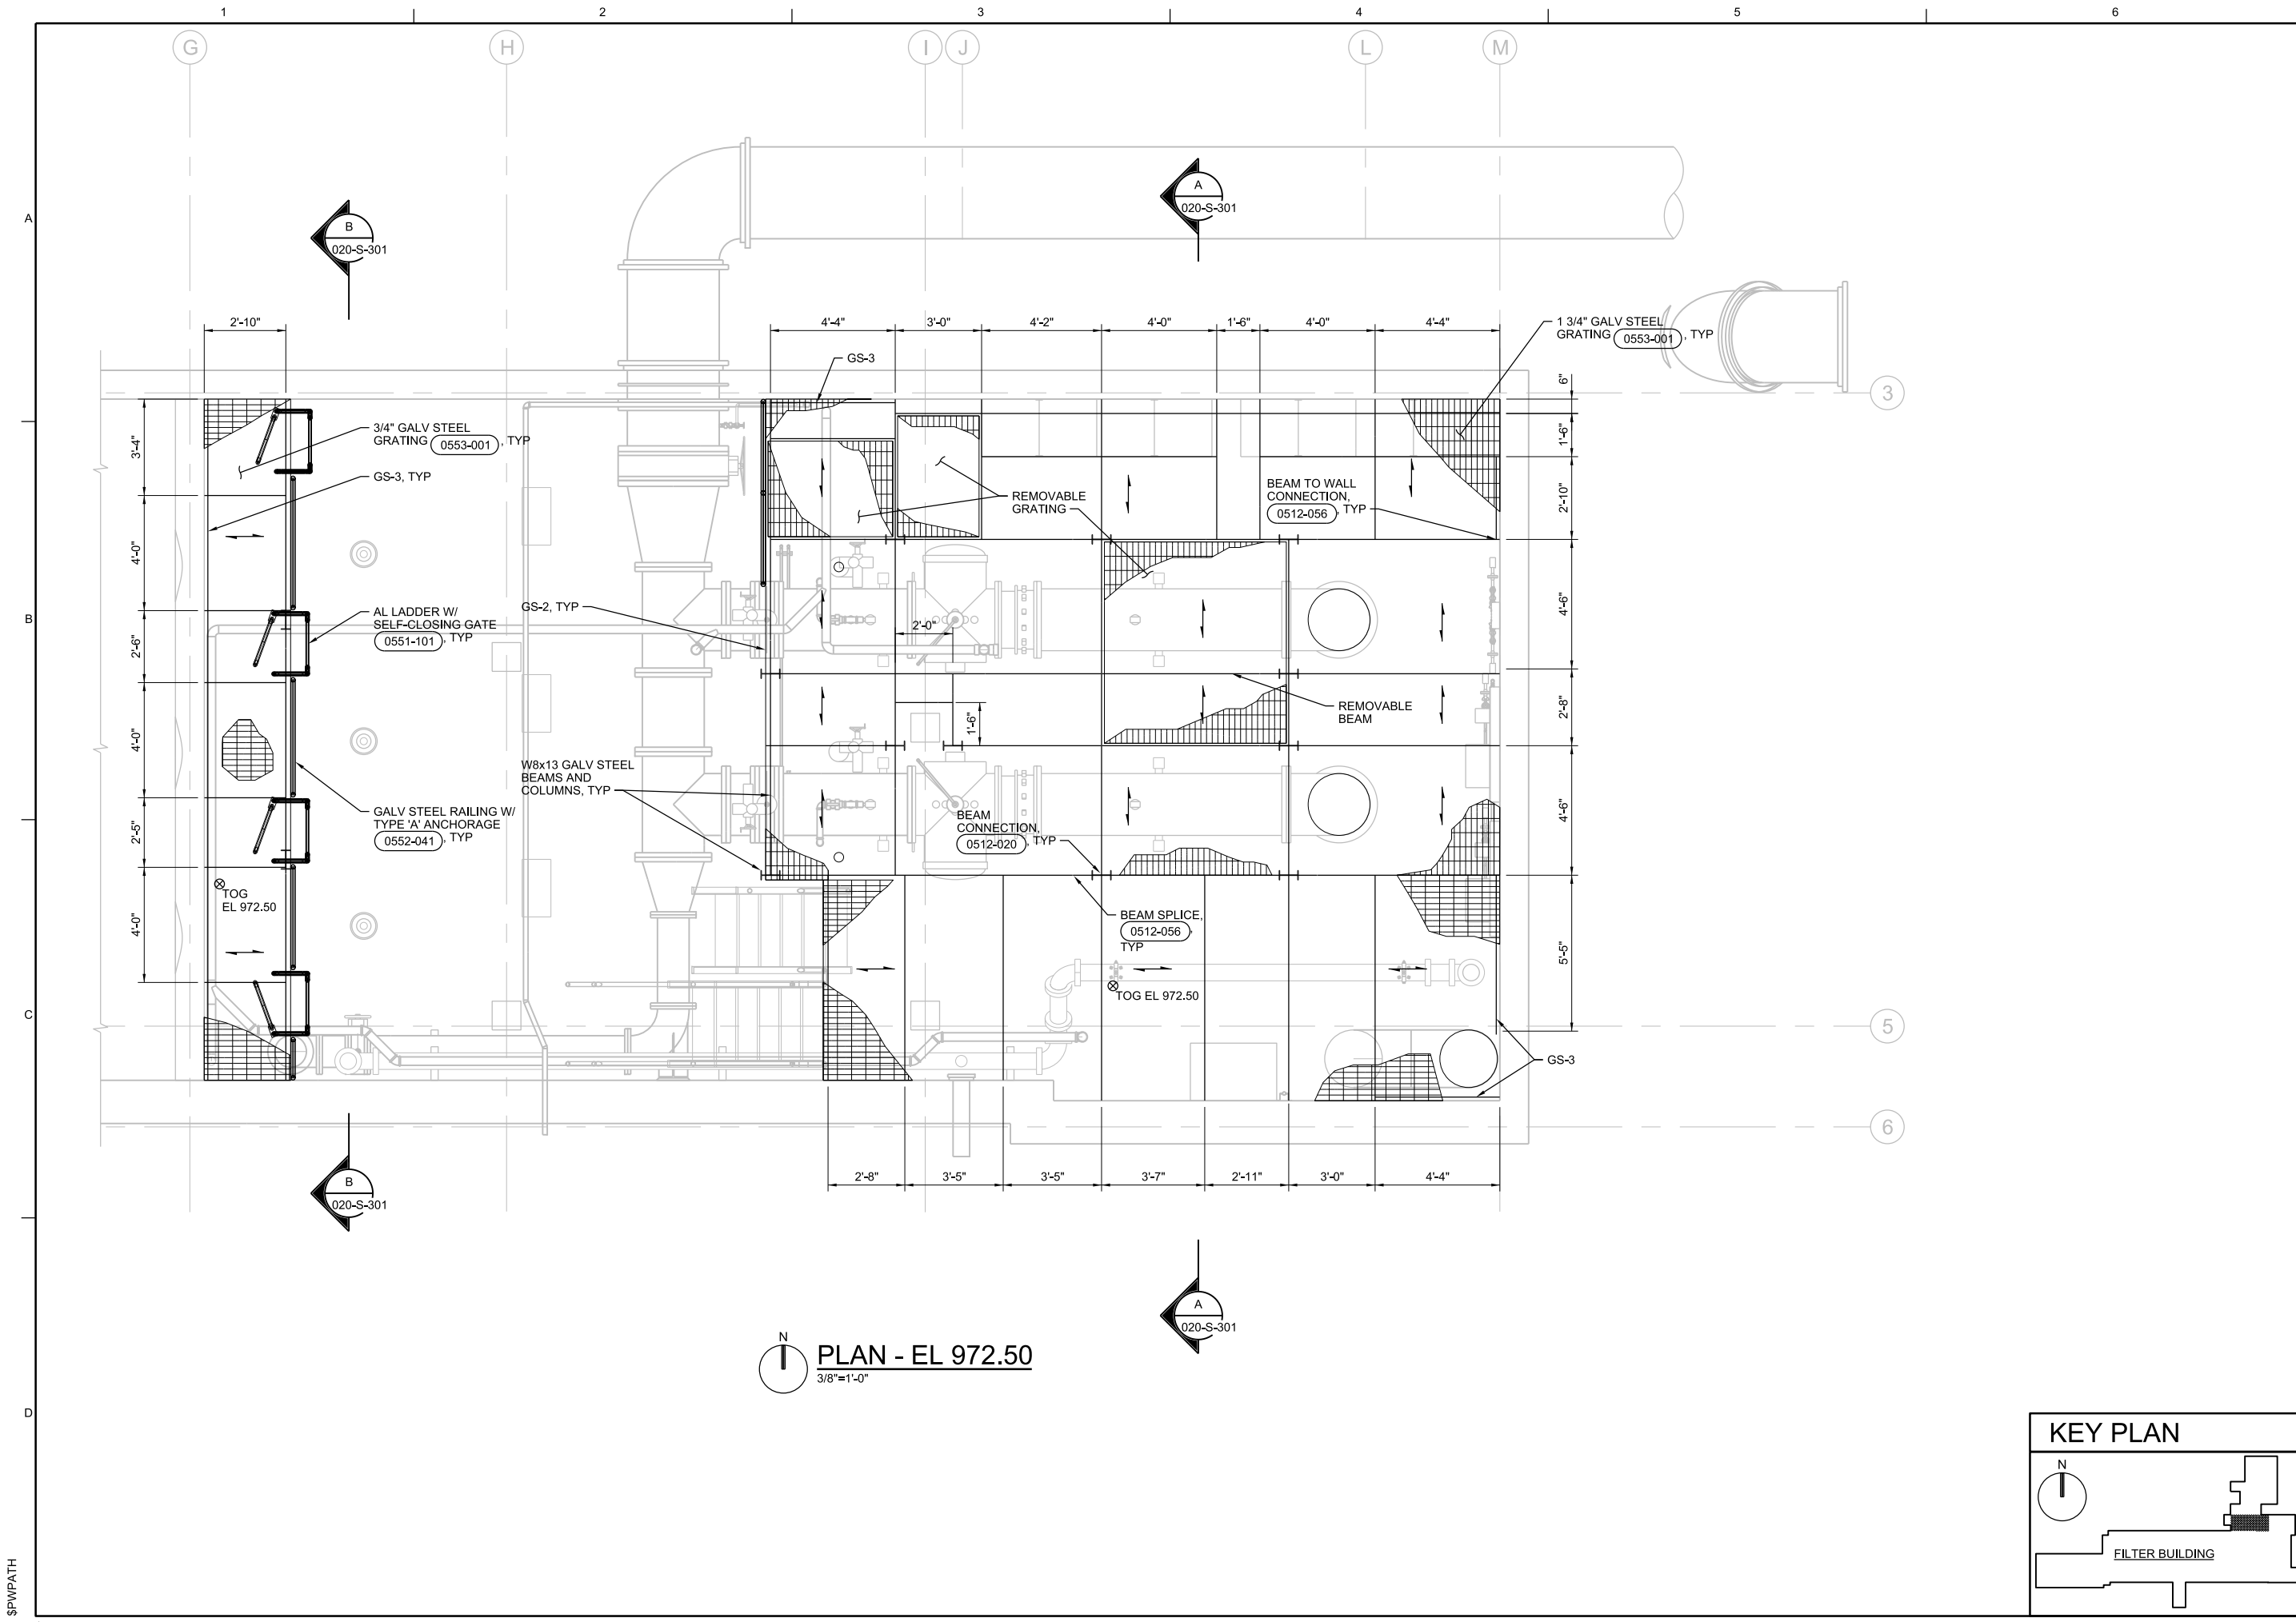 1 2 3 4 5 6
G H I J L M
A
B
C
D
3
5
6
B
020-S-301
A
020-S-301
2'-10"
4'-4" 3'-0" 4'-2" 4'-0" 1'-6" 4'-0" 4'-4"
1 3/4" GALV STEEL
GRATING 0553-001, TYP
GS-3
3/4" GALV STEEL
GRATING 0553-001, TYP
GS-3, TYP
REMOVABLE
GRATING
BEAM TO WALL
CONNECTION,
0512-056, TYP
AL LADDER W/
SELF-CLOSING GATE
0551-101, TYP
GS-2, TYP
2'-0"
1'-6"
REMOVABLE
BEAM
W8x13 GALV STEEL
BEAMS AND
COLUMNS, TYP
GALV STEEL RAILING W/
TYPE 'A' ANCHORAGE
0552-041, TYP
BEAM
CONNECTION,
0512-020, TYP
BEAM SPLICE,
0512-056,
TYP
TOG
EL 972.50
TOG EL 972.50
GS-3
3'-4"
4'-0"
2'-6"
4'-0"
2'-5"
4'-0"
6"
1'-6"
2'-10"
4'-6"
2'-8"
4'-6"
5'-5"
2'-8" 3'-5" 3'-5" 3'-7" 2'-11" 3'-0" 4'-4"
B
020-S-301
A
020-S-301
N
PLAN - EL 972.50
3/8"=1'-0"
KEY PLAN
N
FILTER BUILDING
$PWPATH